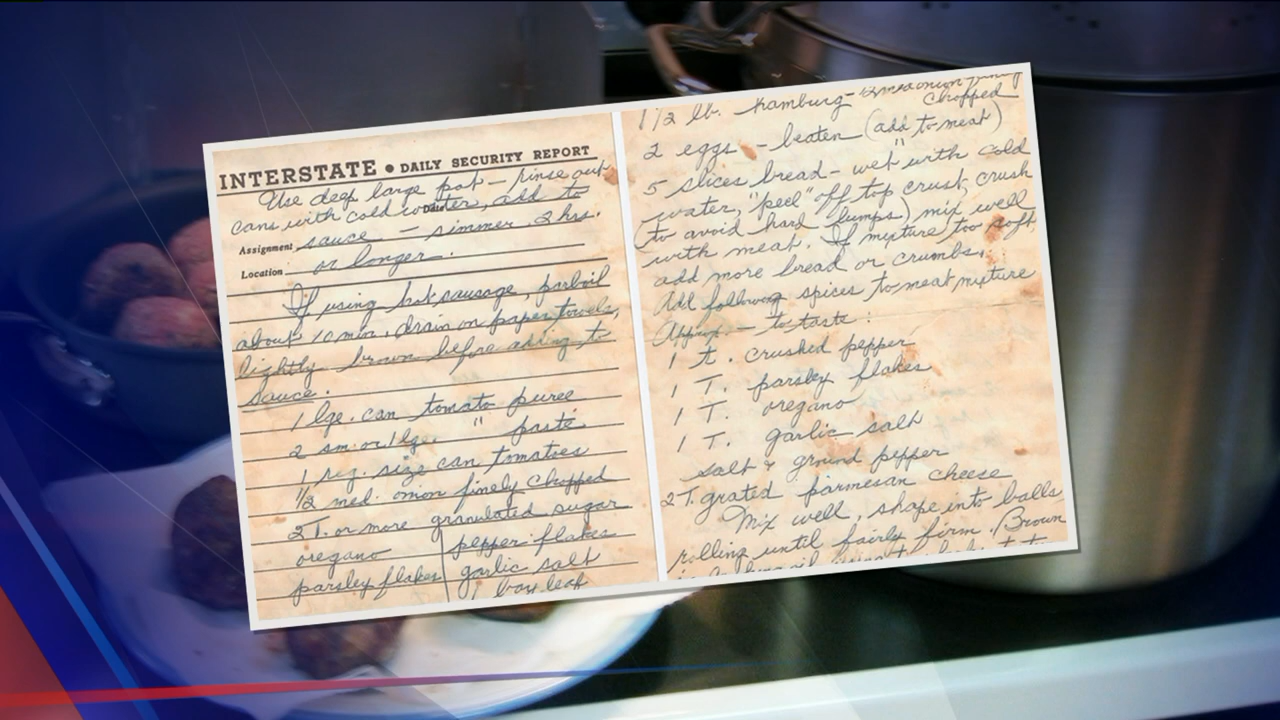 INTERSTATE • DAILY SECURITY REPORT
Use deep large pot — rinse out
cans with cold water, add to
Date
Assignment sauce — simmer 2 hrs.
Location or longer.
If using hot sausage, parboil
about 10 min, drain on paper towels,
lightly brown before adding to
sauce.
1 lge. can tomato puree
2 sm. or 1 lge. " paste
1 reg. size can tomatoes
1/2 med. onion finely chopped
2 T. or more granulated sugar
oregano
parsley flakes
pepper flakes
garlic salt
1 bay leaf
1 1/2 lb. hamburg - 1/2 med onion finely
chopped
2 eggs - beaten (add to meat)
5 slices bread - wet with cold
water, "peel" off top crust, crush
(to avoid hard lumps) mix well
with meat. If mixture too soft,
add more bread or crumbs.
Add following spices to meat mixture
Approx. — to taste:
1 t. crushed pepper
1 T. parsley flakes
1 T. oregano
1 T. garlic salt
salt & ground pepper
2 T. grated parmesan cheese
Mix well, shape into balls
rolling until fairly firm. Brown